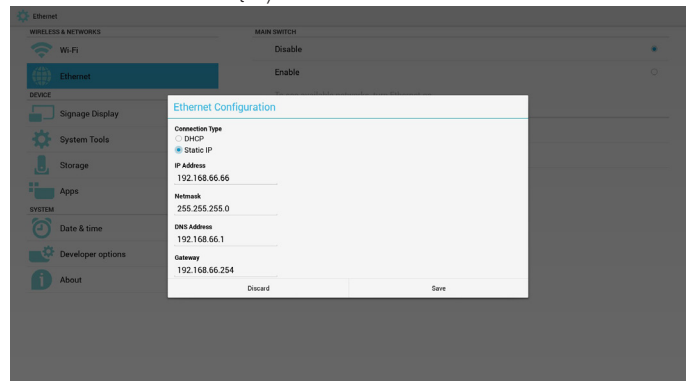 Ethernet
WIRELESS & NETWORKS
Wi-Fi
Ethernet
DEVICE
Signage Display
System Tools
Storage
Apps
SYSTEM
Date & time
Developer options
About
MAIN SWITCH
Disable
Enable
Ethernet Configuration
Connection Type
DHCP
Static IP
IP Address
192.168.66.66
Netmask
255.255.255.0
DNS Address
192.168.66.1
Gateway
192.168.66.254
Discard
Save